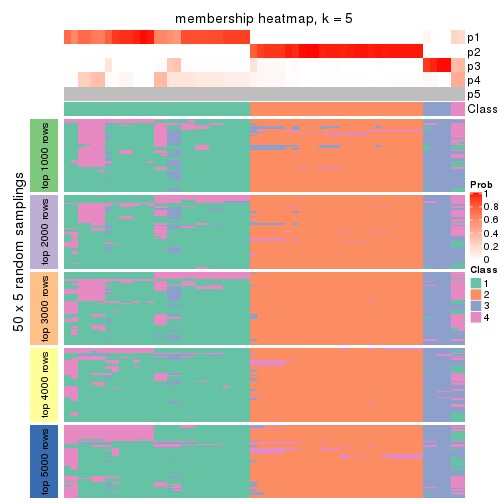 membership heatmap, k = 5
p1
p2
p3
p4
p5
Class
50 x 5 random samplings
top 1000 rows
top 2000 rows
top 3000 rows
top 4000 rows
top 5000 rows
Prob
1
0.8
0.6
0.4
0.2
0
Class
1
2
3
4